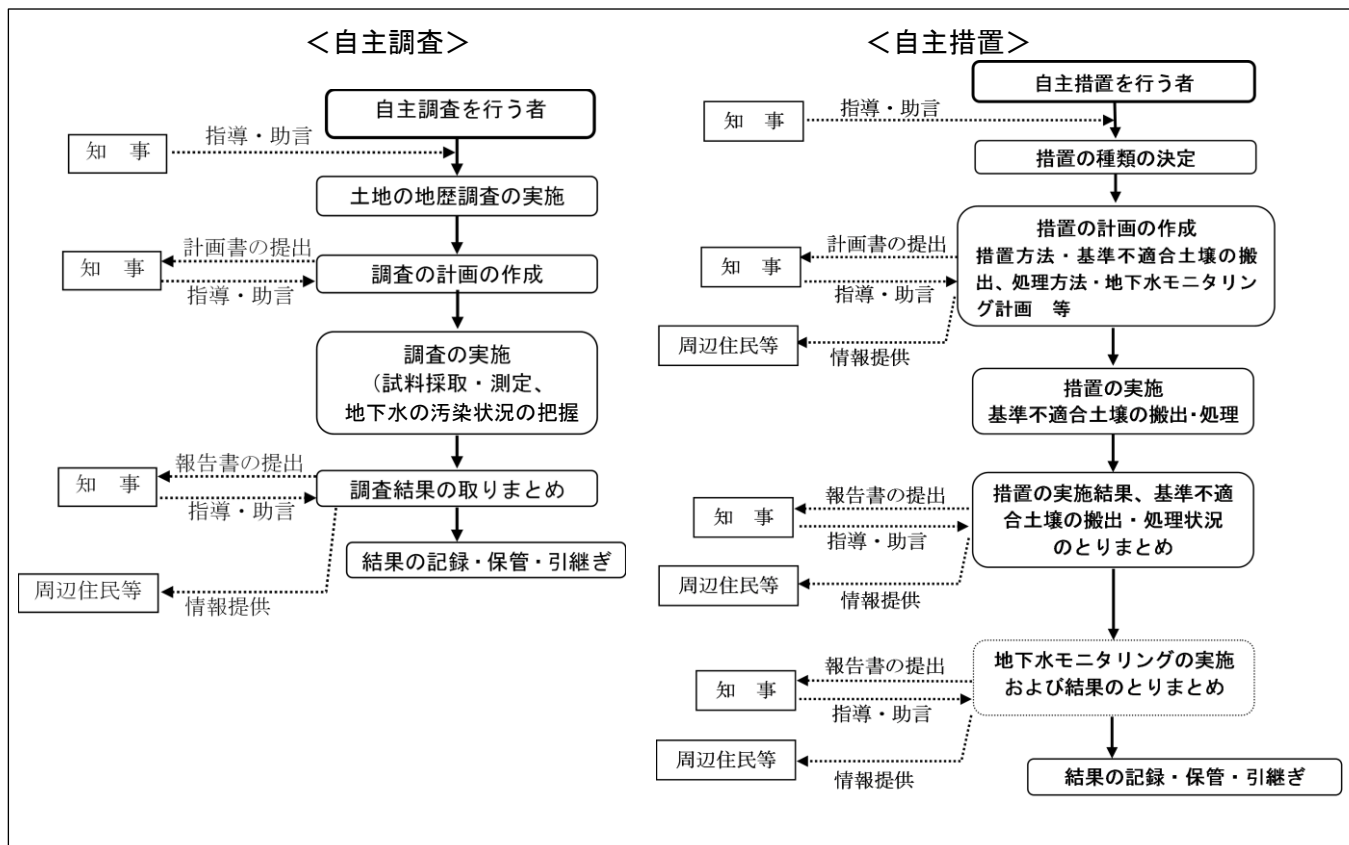 ＜自主調査＞
自主調査を行う者
指導・助言
知　事
土地の地歴調査の実施
計画書の提出
知　事
調査の計画の作成
指導・助言
調査の実施
（試料採取・測定、
地下水の汚染状況の把握
報告書の提出
知　事
調査結果の取りまとめ
指導・助言
結果の記録・保管・引継ぎ
周辺住民等
情報提供
＜自主措置＞
自主措置を行う者
指導・助言
知　事
措置の種類の決定
措置の計画の作成
計画書の提出
措置方法・基準不適合土壌の搬
知　事
出、処理方法・地下水モニタリン
指導・助言
グ計画　等
周辺住民等
情報提供
措置の実施
基準不適合土壌の搬出・処理
措置の実施結果、基準不適
報告書の提出
知　事
合土壌の搬出・処理状況
指導・助言
のとりまとめ
周辺住民等
情報提供
地下水モニタリングの実施
報告書の提出
および結果のとりまとめ
知　事
指導・助言
周辺住民等
情報提供
結果の記録・保管・引継ぎ